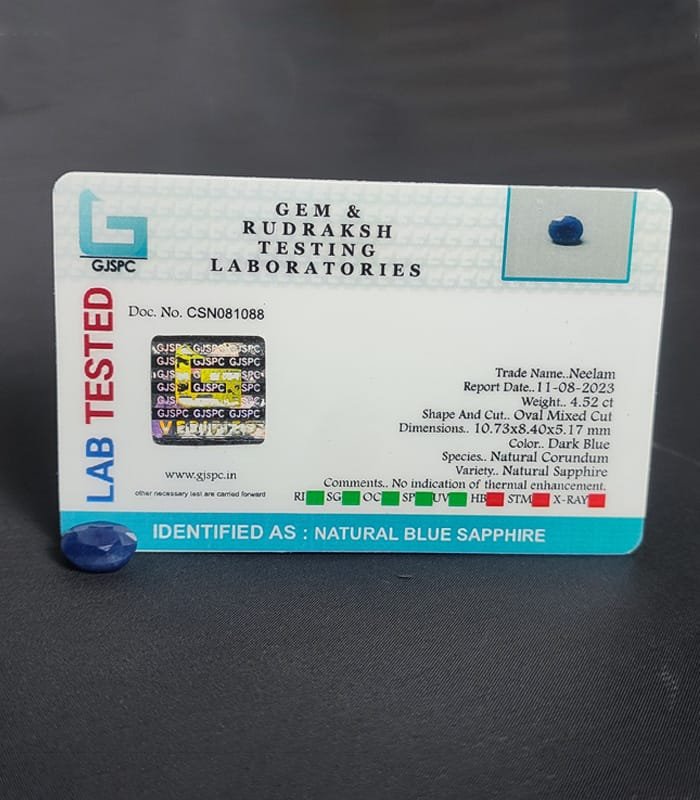 GJSPC
GEM &
RUDRAKSH
TESTING
LABORATORIES
LAB TESTED
Doc. No. CSN081088
GJSPC GJSPC GJSPC
GJSPC GJSPC GJSPC
GJSPC
GJSPC GJSPC
GJSPC GJSPC GJSPC
www.gjspc.in
other necessary test are carried forward
Trade Name..Neelam
Report Date..11-08-2023
Weight.. 4.52 ct
Shape And Cut.. Oval Mixed Cut
Dimensions.. 10.73x8.40x5.17 mm
Color.. Dark Blue
Species.. Natural Corundum
Variety.. Natural Sapphire
Comments.. No indication of thermal enhancement.
RI SG OC SP UV HB STM X-RAY
IDENTIFIED AS : NATURAL BLUE SAPPHIRE